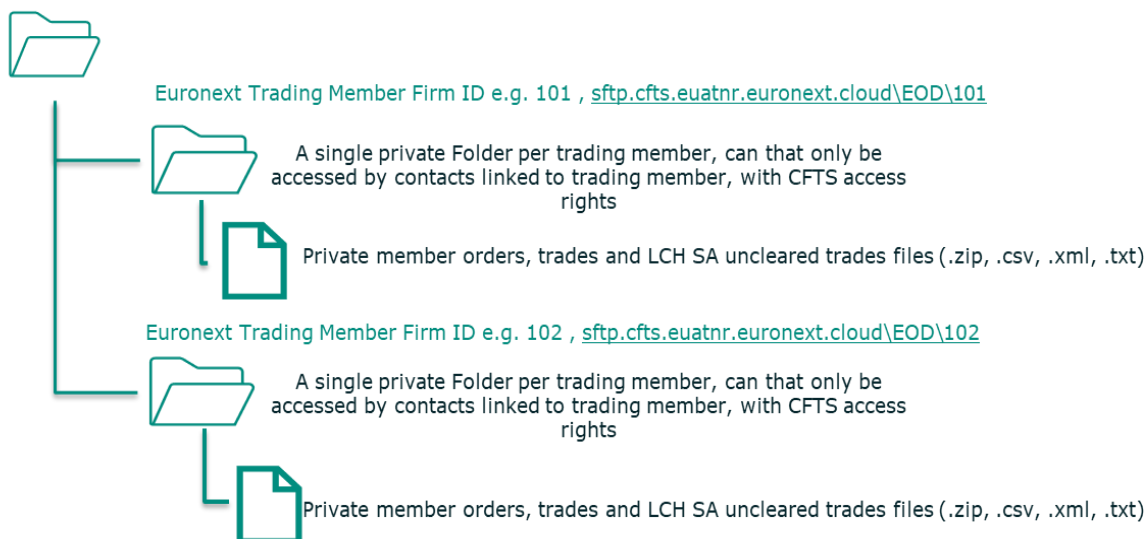 Euronext Trading Member Firm ID e.g. 101 , sftp.cfts.euatnr.euronext.cloud\EOD\101
A single private Folder per trading member, can that only be
accessed by contacts linked to trading member, with CFTS access
rights
Private member orders, trades and LCH SA uncleared trades files (.zip, .csv, .xml, .txt)
Euronext Trading Member Firm ID e.g. 102 , sftp.cfts.euatnr.euronext.cloud\EOD\102
A single private Folder per trading member, can that only be
accessed by contacts linked to trading member, with CFTS access
rights
Private member orders, trades and LCH SA uncleared trades files (.zip, .csv, .xml, .txt)